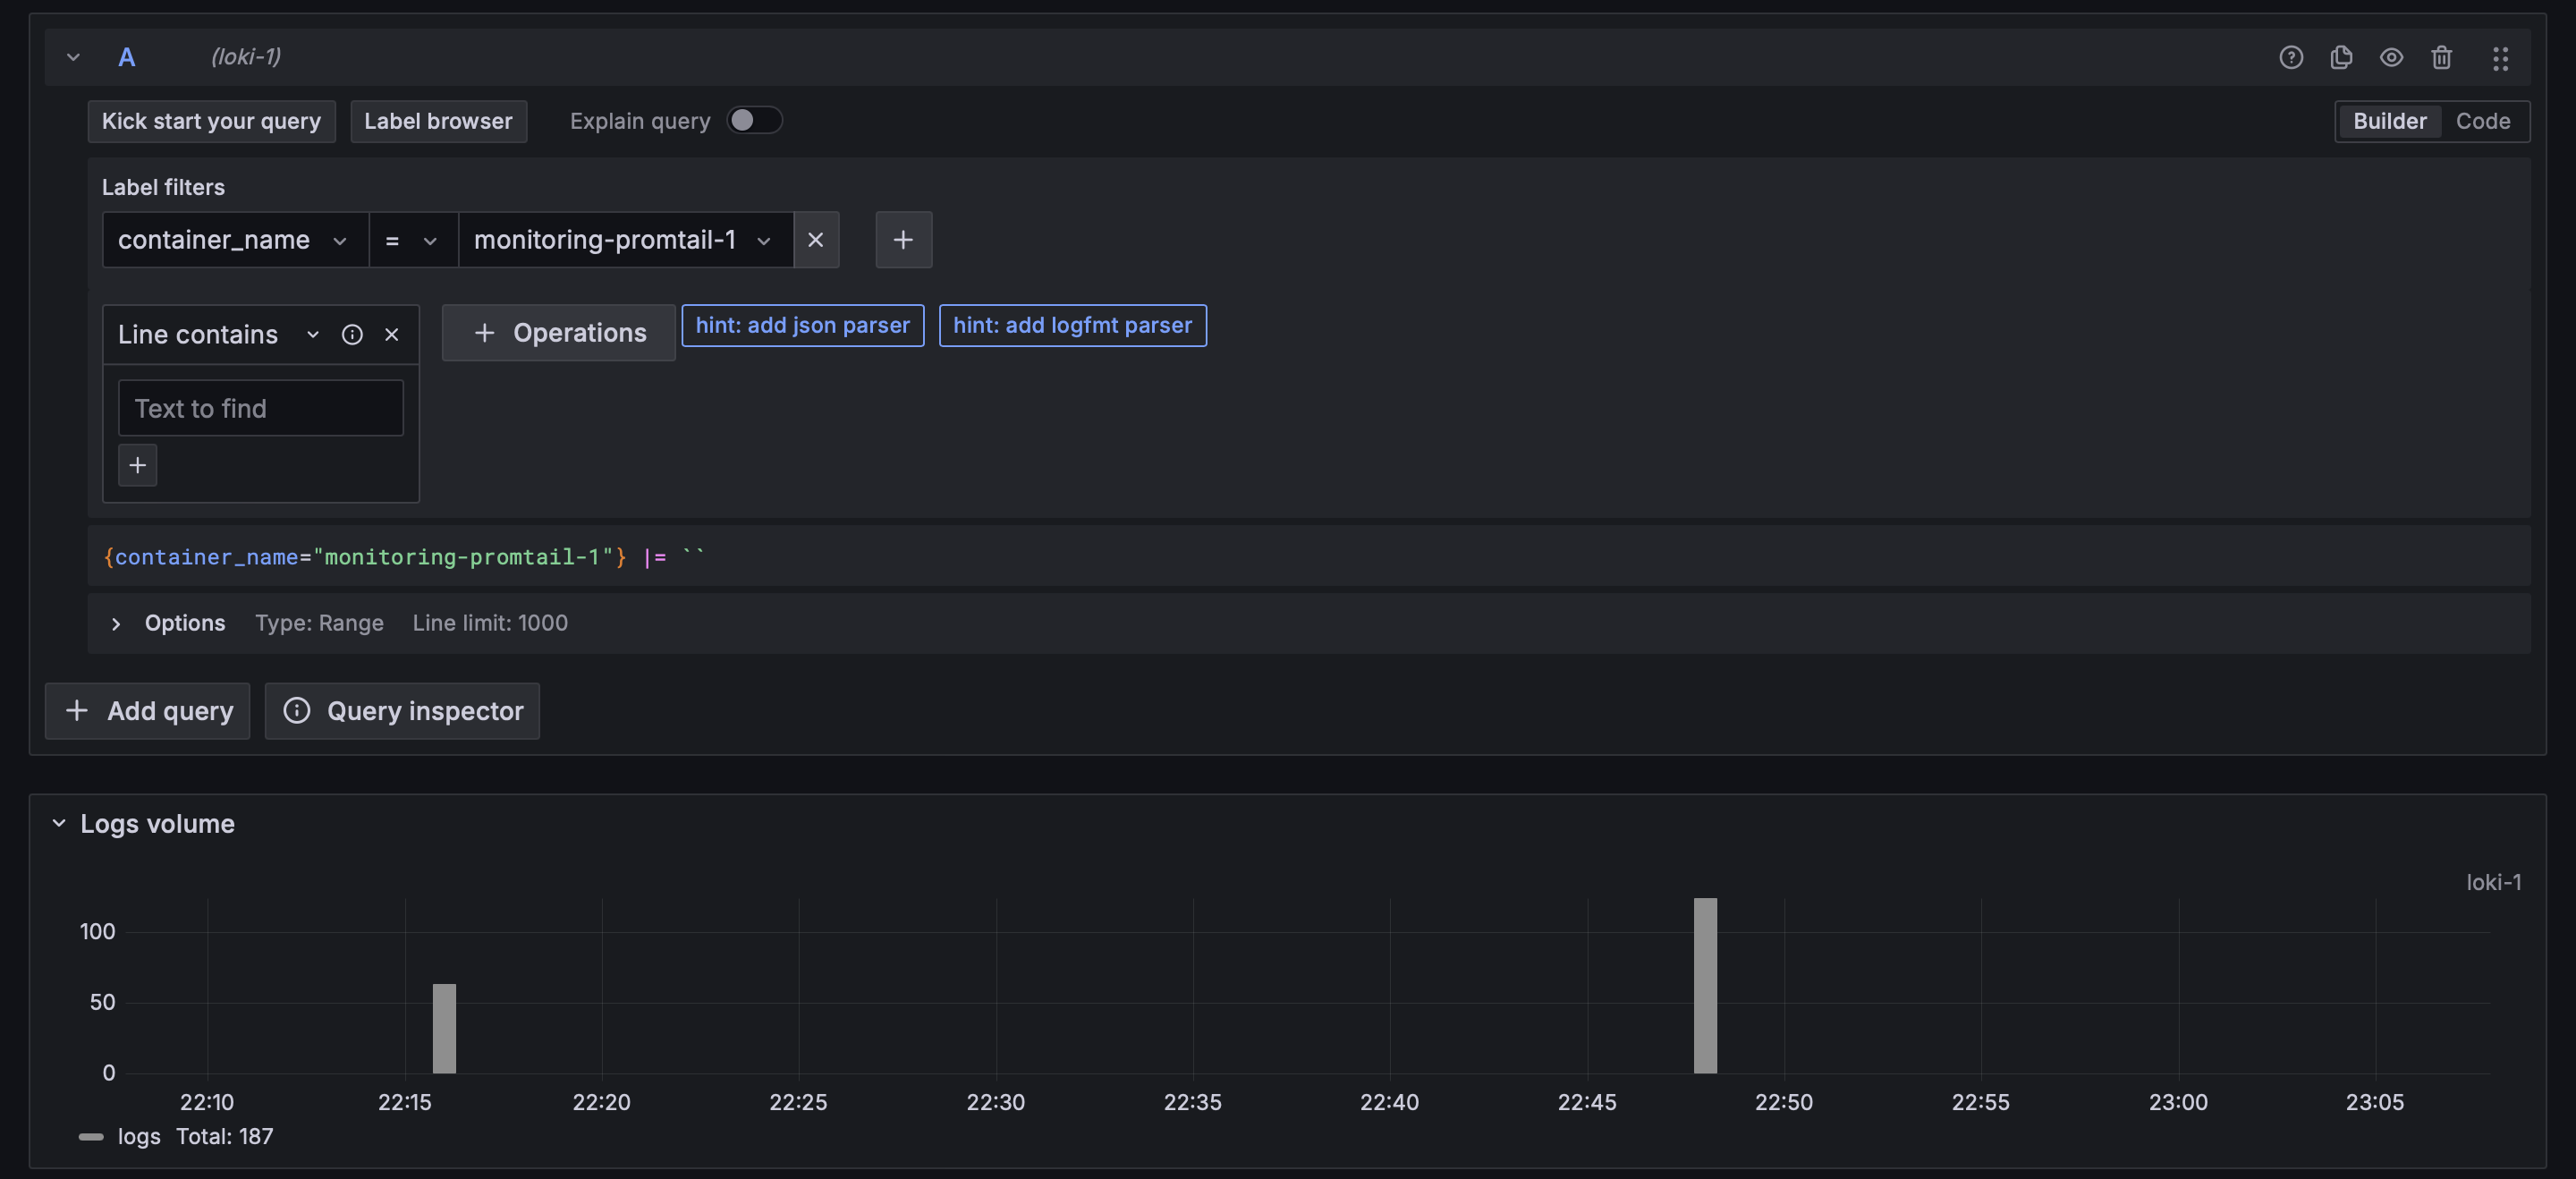 A (loki-1)
Kick start your query Label browser Explain query Builder Code
Label filters
container_name = monitoring-promtail-1
Line contains Operations hint: add json parser hint: add logfmt parser
Text to find
{container_name="monitoring-promtail-1"} |= ``
Options Type: Range Line limit: 1000
Add query Query inspector
Logs volume
loki-1
100
50
0
22:10 22:15 22:20 22:25 22:30 22:35 22:40 22:45 22:50 22:55 23:00 23:05
logs Total: 187